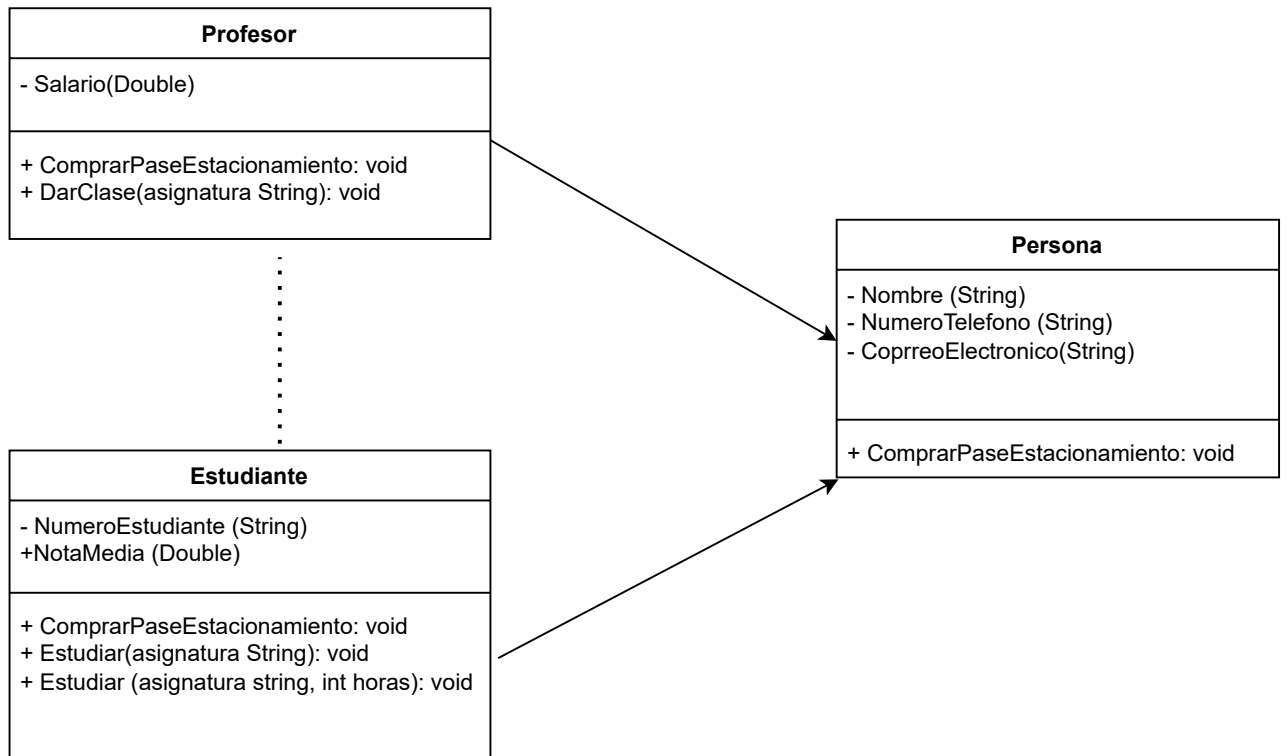 Profesor
- Salario(Double)
+ ComprarPaseEstacionamiento: void
+ DarClase(asignatura String): void
Persona
- Nombre (String)
- NumeroTelefono (String)
- CoprreoElectronico(String)
+ ComprarPaseEstacionamiento: void
Estudiante
- NumeroEstudiante (String)
+NotaMedia (Double)
+ ComprarPaseEstacionamiento: void
+ Estudiar(asignatura String): void
+ Estudiar (asignatura string, int horas): void